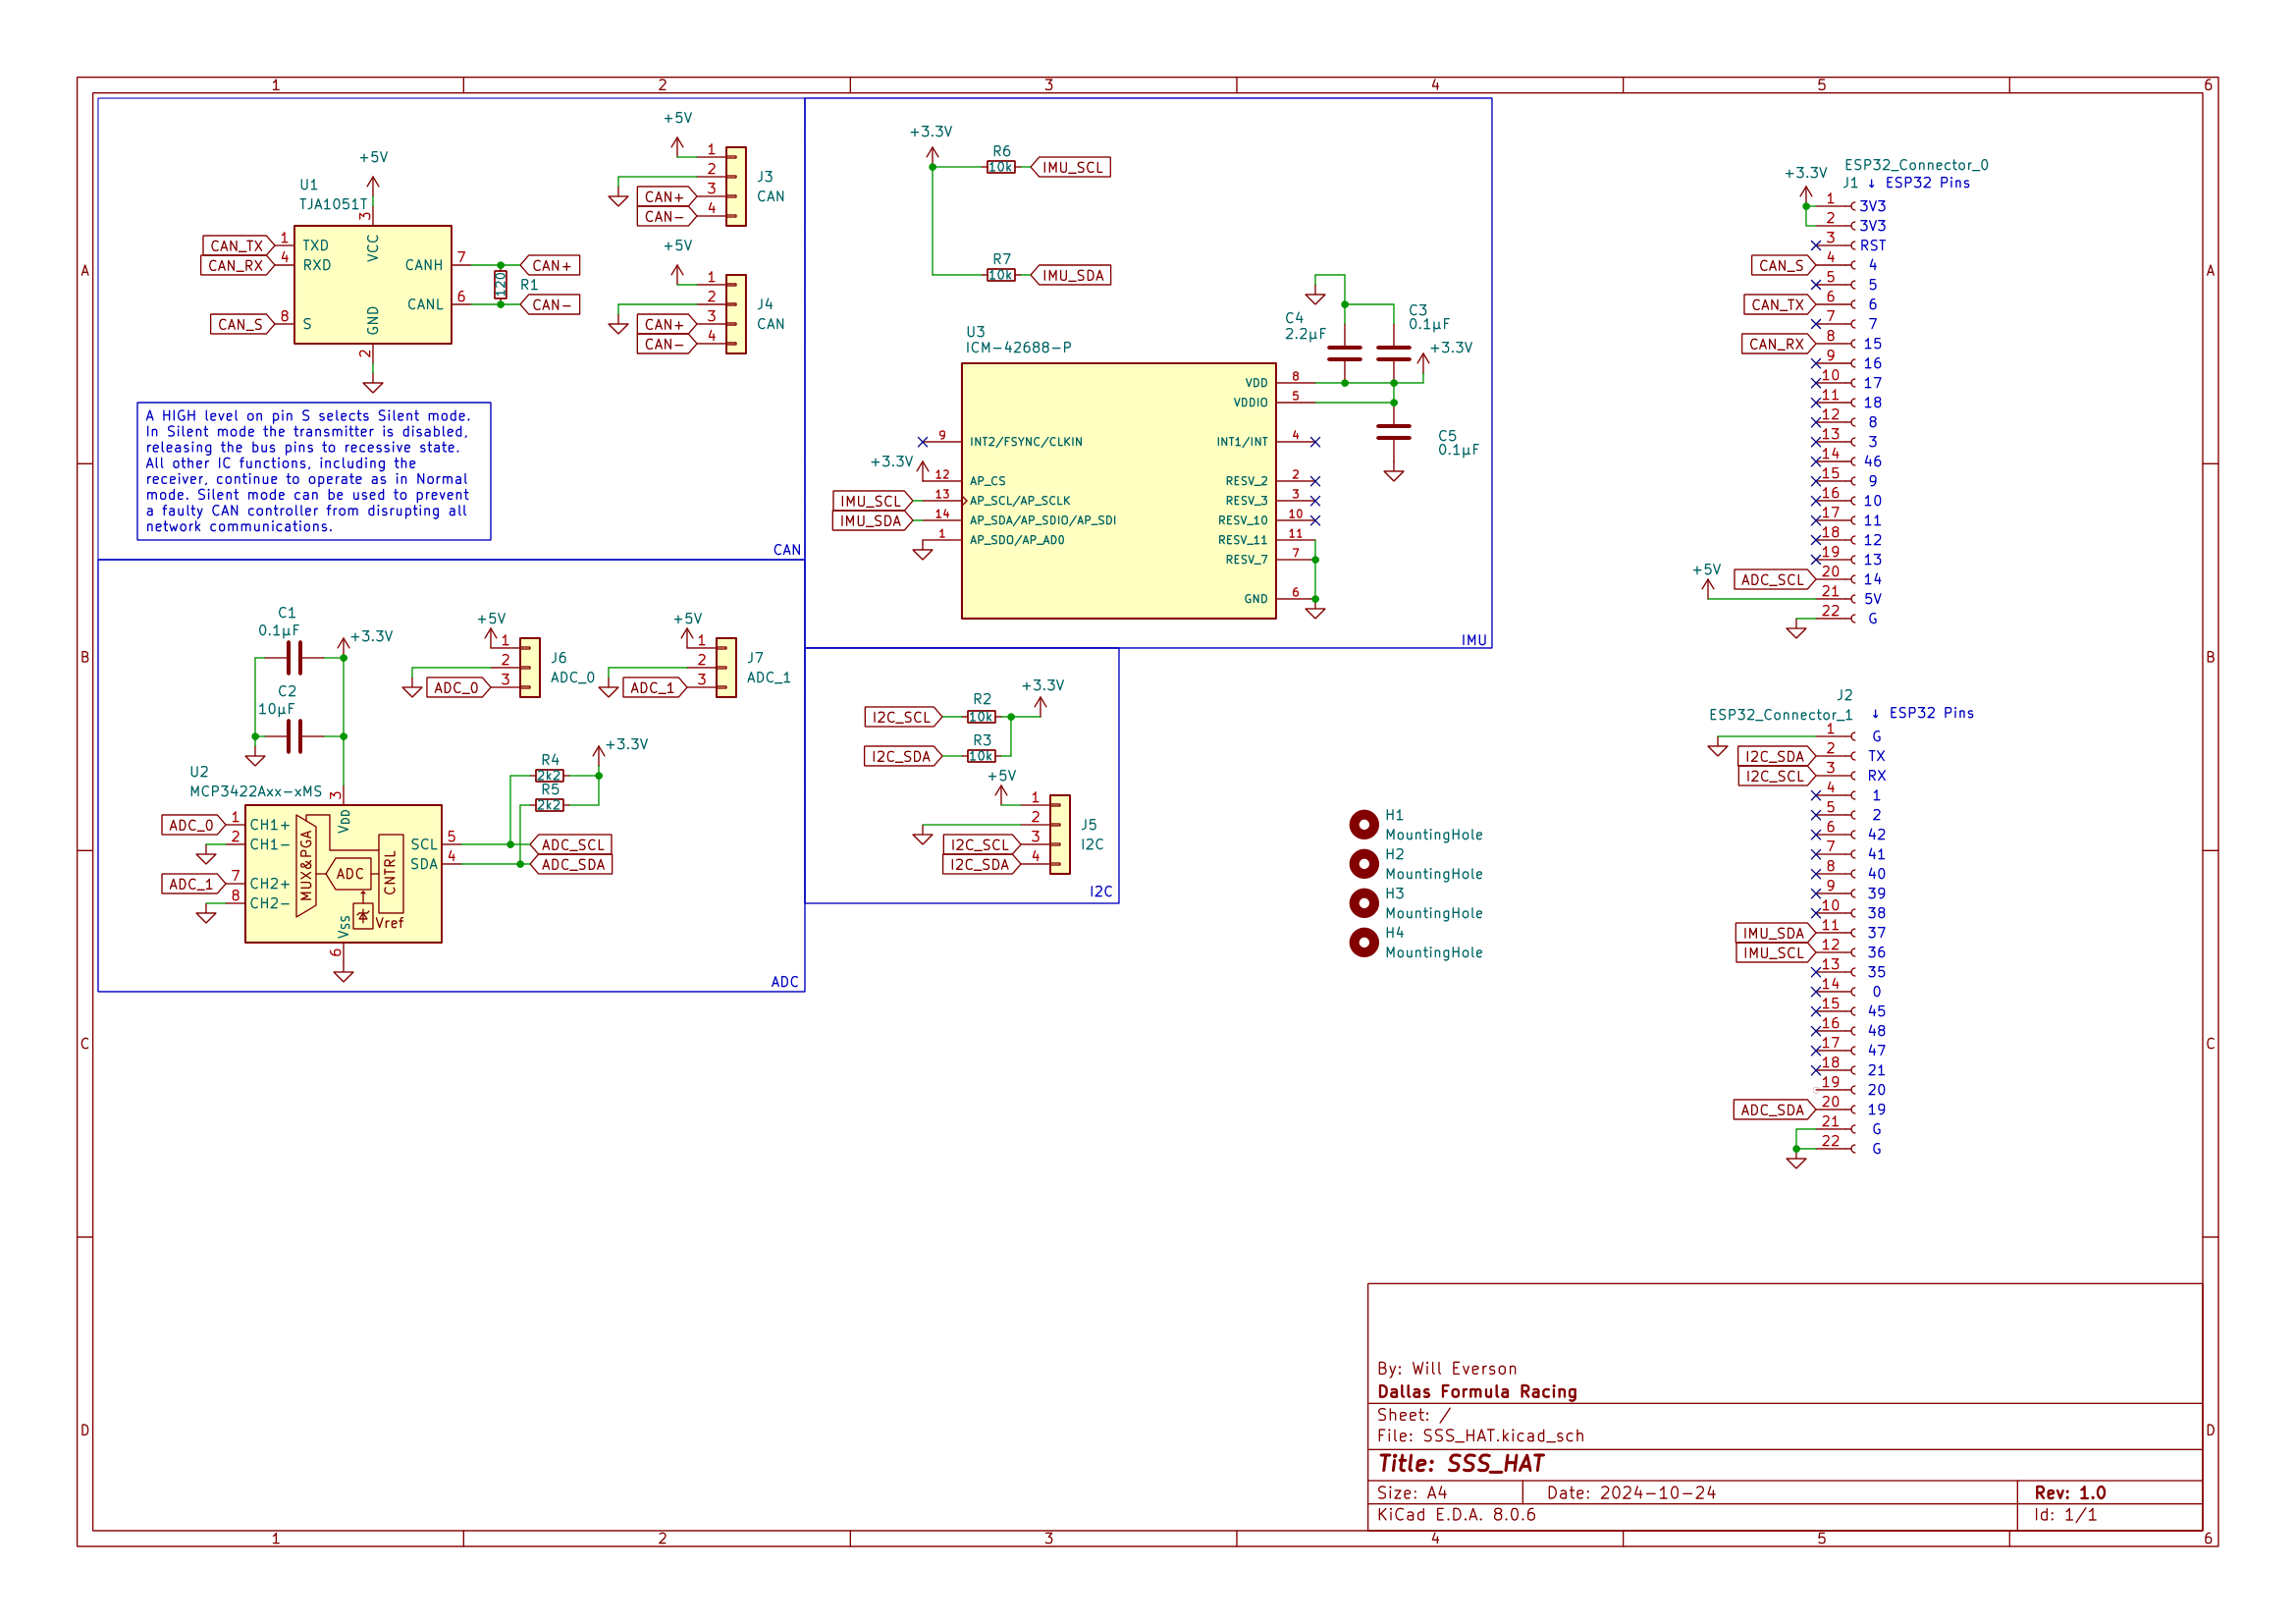 1 2 3 4 5 6
A
B
C
D
+5V
U1
TJA1051T
CAN_TX
CAN_RX
CAN_S
1 TXD
4 RXD
8 S
3 VCC
GND 2
CANH 7
CANL 6
120
R1
CAN+
CAN-
A HIGH level on pin S selects Silent mode.
In Silent mode the transmitter is disabled,
releasing the bus pins to recessive state.
All other IC functions, including the
receiver, continue to operate as in Normal
mode. Silent mode can be used to prevent
a faulty CAN controller from disrupting all
network communications.
+5V
1
2
CAN+ 3
CAN- 4
J3
CAN
+5V
1
2
CAN+ 3
CAN- 4
J4
CAN
CAN
+3.3V
R6
10k
IMU_SCL
R7
10k
IMU_SDA
U3
ICM-42688-P
C4
2.2µF
C3
0.1µF
+3.3V
C5
0.1µF
+3.3V
IMU_SCL
IMU_SDA
9 INT2/FSYNC/CLKIN
12 AP_CS
13 AP_SCL/AP_SCLK
14 AP_SDA/AP_SDIO/AP_SDI
1 AP_SDO/AP_AD0
VDD 8
VDDIO 5
INT1/INT 4
RESV_2 2
RESV_3 3
RESV_10 10
RESV_11 11
RESV_7 7
GND 6
IMU
C1
0.1µF
+3.3V
C2
10µF
U2
MCP3422Axx-xMS
ADC_0 1 CH1+
2 CH1-
ADC_1 7 CH2+
8 CH2-
3 VDD
VSS 6
MUX&PGA
ADC
CNTRL
Vref
SCL 5
SDA 4
ADC_SCL
ADC_SDA
R4
2k2
R5
2k2
+3.3V
+5V
1
2
ADC_0 3
J6
ADC_0
+5V
1
2
ADC_1 3
J7
ADC_1
ADC
I2C_SCL
R2
10k
+3.3V
I2C_SDA
R3
10k
+5V
1
2
I2C_SCL 3
I2C_SDA 4
J5
I2C
I2C
H1
MountingHole
H2
MountingHole
H3
MountingHole
H4
MountingHole
ESP32_Connector_0
+3.3V
J1 ↓ ESP32 Pins
1 3V3
2 3V3
3 RST
CAN_S 4 4
5 5
CAN_TX 6 6
7 7
CAN_RX 8 15
9 16
10 17
11 18
12 8
13 3
14 46
15 9
16 10
17 11
18 12
19 13
ADC_SCL 20 14
+5V 21 5V
22 G
J2
ESP32_Connector_1 ↓ ESP32 Pins
1 G
I2C_SDA 2 TX
I2C_SCL 3 RX
4 1
5 2
6 42
7 41
8 40
9 39
10 38
IMU_SDA 11 37
IMU_SCL 12 36
13 35
14 0
15 45
16 48
17 47
18 21
19 20
ADC_SDA 20 19
21 G
22 G
By: Will Everson
Dallas Formula Racing
Sheet: /
File: SSS_HAT.kicad_sch
Title: SSS_HAT
Size: A4 Date: 2024-10-24 Rev: 1.0
KiCad E.D.A. 8.0.6 Id: 1/1
A
B
C
D
1 2 3 4 5 6